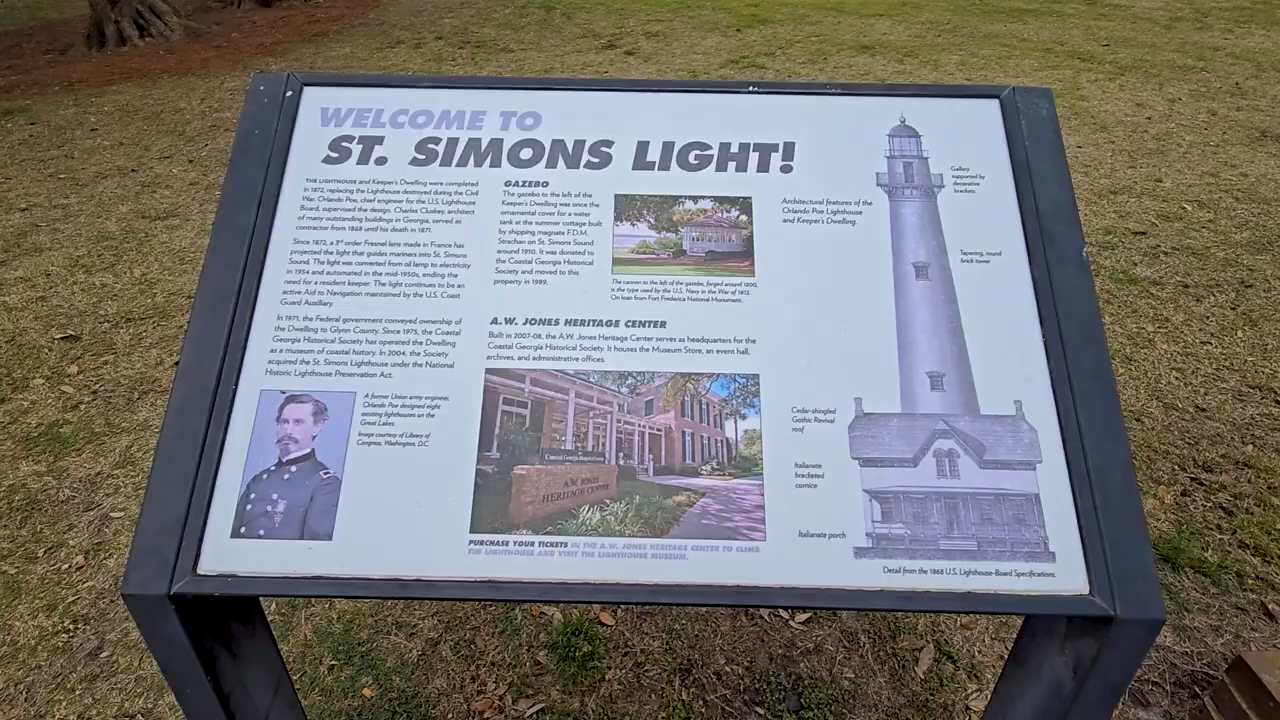 WELCOME TO
ST. SIMONS LIGHT!
THE LIGHTHOUSE and Keeper's Dwelling were completed
in 1872, replacing the Lighthouse destroyed during the Civil
War. Orlando Poe, chief engineer for the U.S. Lighthouse
Board, supervised the design. Charles Cluskey, architect
of many outstanding buildings in Georgia, served as
contractor from 1868 until his death in 1871.
Since 1872, a 3rd order Fresnel lens made in France has
projected the light that guides mariners into St. Simons
Sound. The light was converted from oil lamp to electricity
in 1934 and automated in the mid-1950s, ending the
need for a resident keeper. The light continues to be an
active Aid to Navigation maintained by the U.S. Coast
Guard Auxiliary.
In 1971, the Federal government conveyed ownership of
the Dwelling to Glynn County. Since 1975, the Coastal
Georgia Historical Society has operated the Dwelling
as a museum of coastal history. In 2004, the Society
acquired the St. Simons Lighthouse under the National
Historic Lighthouse Preservation Act.
A former Union army engineer,
Orlando Poe designed eight
existing lighthouses on the
Great Lakes.
Image courtesy of Library of
Congress, Washington, D.C.
GAZEBO
The gazebo to the left of the
Keeper's Dwelling was once the
ornamental cover for a water
tank at the summer cottage built
by shipping magnate F.D.M.
Strachan on St. Simons Sound
around 1910. It was donated to
the Coastal Georgia Historical
Society and moved to this
property in 1989.
The cannon to the left of the gazebo, forged around 1800,
is the type used by the U.S. Navy in the War of 1812.
On loan from Fort Frederica National Monument.
A.W. JONES HERITAGE CENTER
Built in 2007-08, the A.W. Jones Heritage Center serves as headquarters for the
Coastal Georgia Historical Society. It houses the Museum Store, an event hall,
archives, and administrative offices.
Coastal Georgia Historical Society
A.W. JONES
HERITAGE CENTER
PURCHASE YOUR TICKETS IN THE A.W. JONES HERITAGE CENTER TO CLIMB
THE LIGHTHOUSE AND VISIT THE LIGHTHOUSE MUSEUM.
Architectural features of the
Orlando Poe Lighthouse
and Keeper's Dwelling.
Gallery
supported by
decorative
brackets
Tapering, round
brick tower
Cedar-shingled
Gothic Revival
roof
Italianate
bracketed
cornice
Italianate porch
Detail from the 1868 U.S. Lighthouse-Board Specifications.